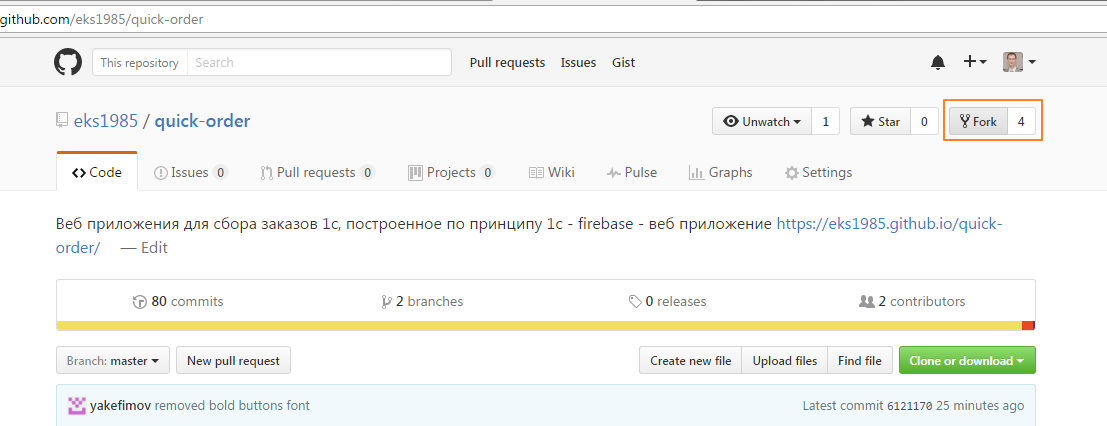 github.com/eks1985/quick-order
This repository Search Pull requests Issues Gist
eks1985 / quick-order Unwatch 1 Star 0 Fork 4
Code Issues 0 Pull requests 0 Projects 0 Wiki Pulse Graphs Settings
Веб приложения для сбора заказов 1с, построенное по принципу 1с - firebase - веб приложение https://eks1985.github.io/quick-
order/ — Edit
80 commits 2 branches 0 releases 2 contributors
Branch: master New pull request Create new file Upload files Find file Clone or download
yakefimov removed bold buttons font Latest commit 6121170 25 minutes ago